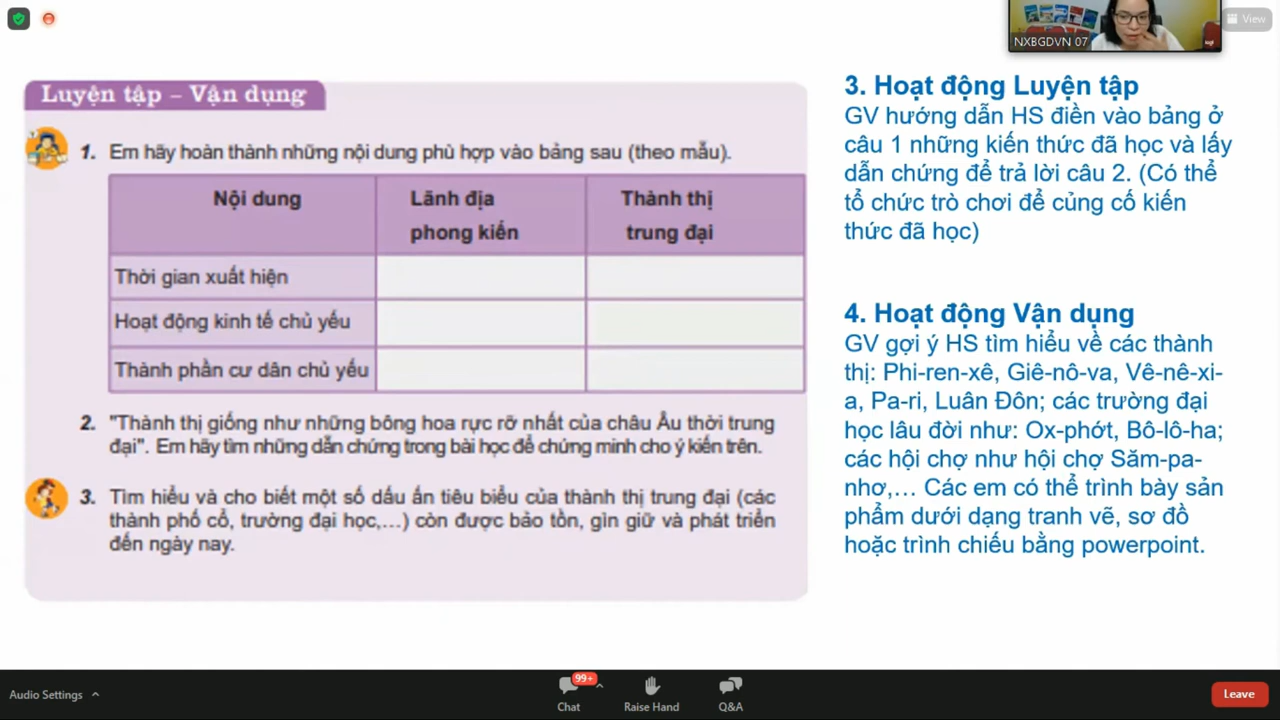 NXBGDVN 07
View
Luyện tập – Vận dụng
1. Em hãy hoàn thành những nội dung phù hợp vào bảng sau (theo mẫu).
Nội dung
Lãnh địa
phong kiến
Thành thị
trung đại
Thời gian xuất hiện
Hoạt động kinh tế chủ yếu
Thành phần cư dân chủ yếu
2. "Thành thị giống như những bông hoa rực rỡ nhất của châu Âu thời trung
đại". Em hãy tìm những dẫn chứng trong bài học để chứng minh cho ý kiến trên.
3. Tìm hiểu và cho biết một số dấu ấn tiêu biểu của thành thị trung đại (các
thành phố cổ, trường đại học,...) còn được bảo tồn, gìn giữ và phát triển
đến ngày nay.
3. Hoạt động Luyện tập
GV hướng dẫn HS điền vào bảng ở
câu 1 những kiến thức đã học và lấy
dẫn chứng để trả lời câu 2. (Có thể
tổ chức trò chơi để củng cố kiến
thức đã học)
4. Hoạt động Vận dụng
GV gợi ý HS tìm hiểu về các thành
thị: Phi-ren-xê, Giê-nô-va, Vê-nê-xi-
a, Pa-ri, Luân Đôn; các trường đại
học lâu đời như: Ox-phớt, Bô-lô-ha;
các hội chợ như hội chợ Săm-pa-
nhơ,... Các em có thể trình bày sản
phẩm dưới dạng tranh vẽ, sơ đồ
hoặc trình chiếu bằng powerpoint.
Audio Settings
99+
Chat
Raise Hand
Q&A
Leave